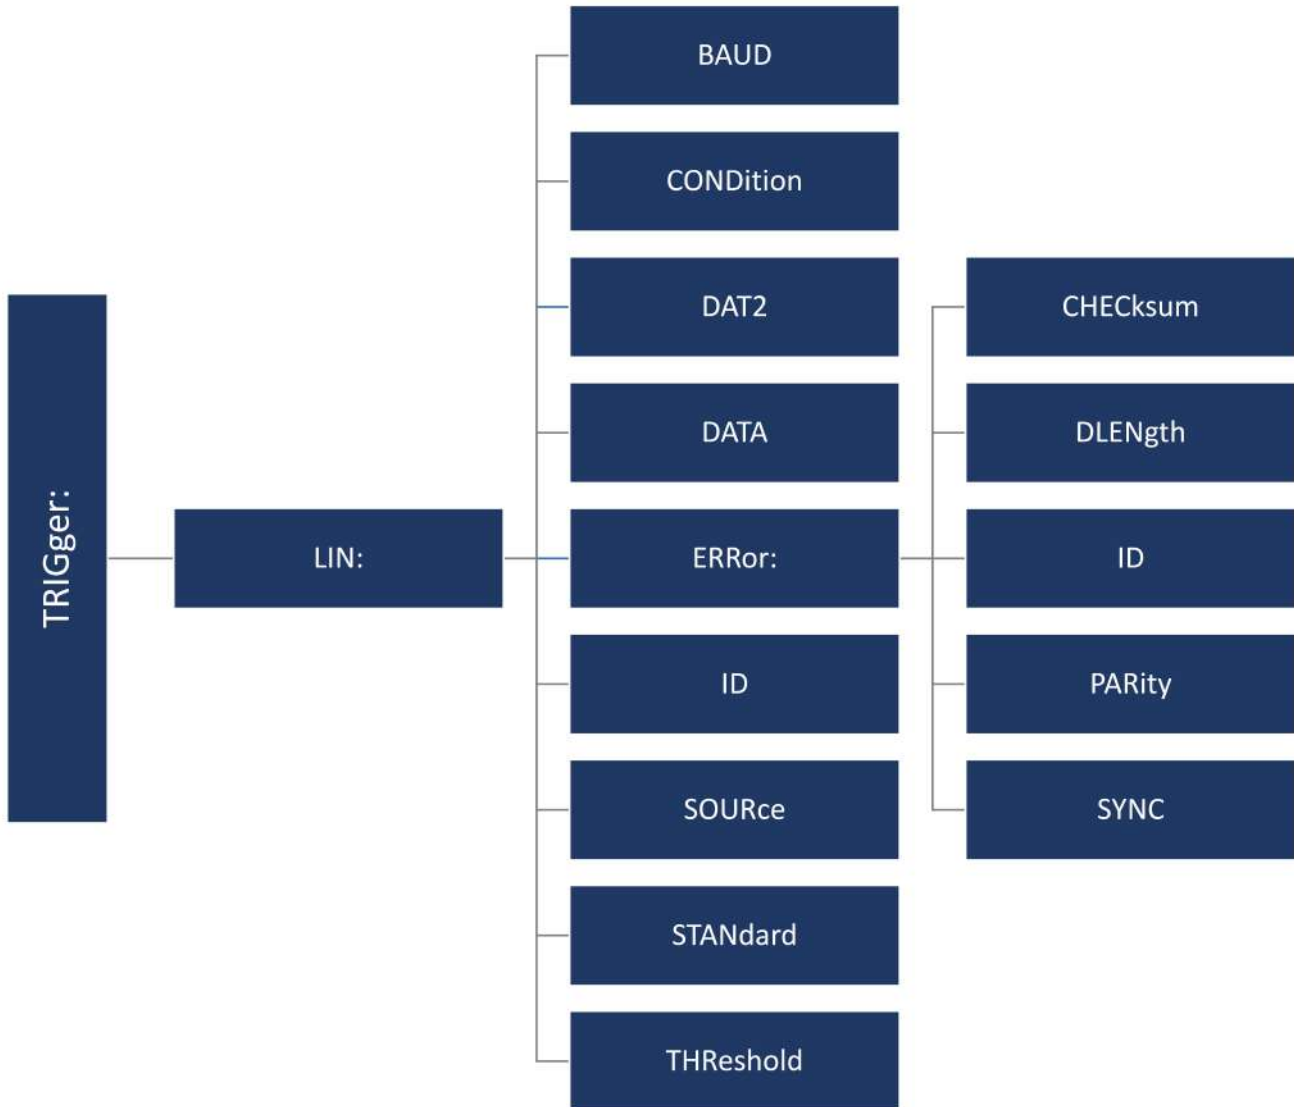 TRIGger:
LIN:
BAUD
CONDition
DAT2
DATA
ERRor:
ID
SOURce
STANdard
THReshold
CHECksum
DLENgth
ID
PARity
SYNC